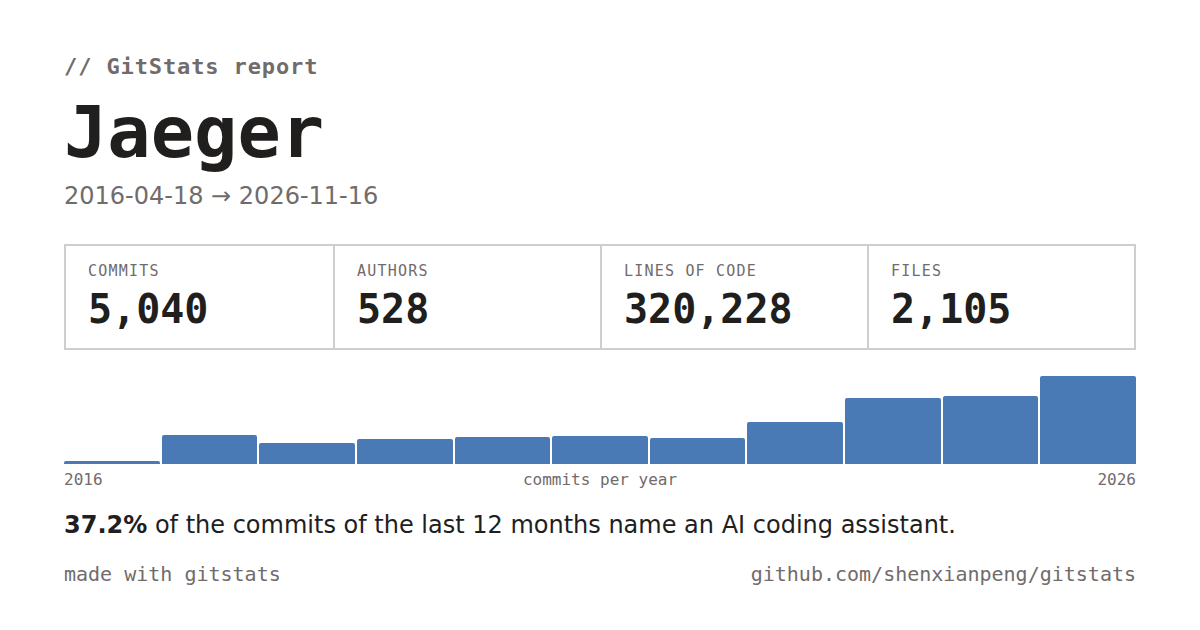 // GitStats report
Jaeger
2016-04-18 → 2026-11-16
COMMITS AUTHORS LINES OF CODE FILES
5,040 528 320,228 2,105
2016 commits per year 2026
37.2% of the commits of the last 12 months name an AI coding assistant.
made with gitstats github.com/shenxianpeng/gitstats